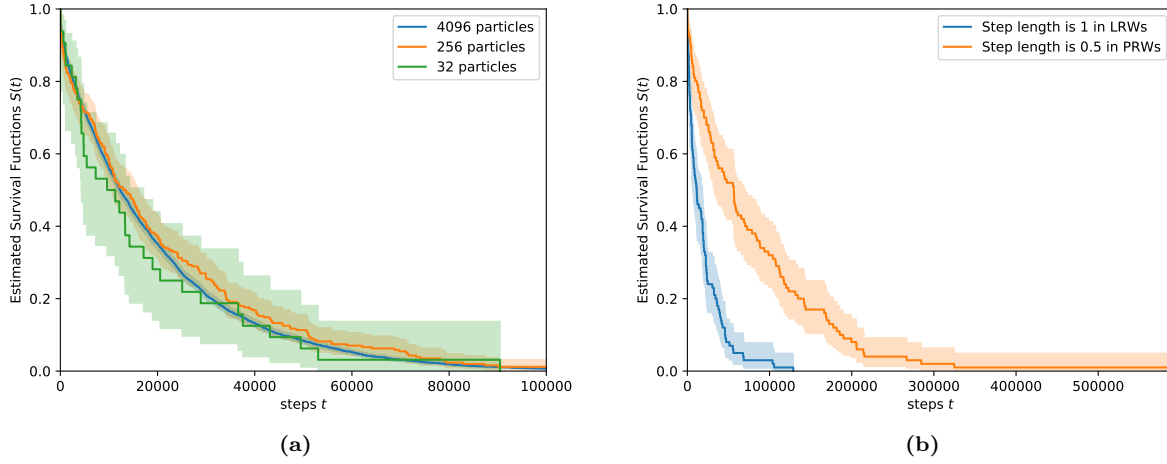 4096 particles
256 particles
32 particles
Estimated Survival Functions S(t)
1.0
0.8
0.6
0.4
0.2
0.0
0 20000 40000 60000 80000 100000
steps t
(a)
Step length is 1 in LRWs
Step length is 0.5 in PRWs
Estimated Survival Functions S(t)
1.0
0.8
0.6
0.4
0.2
0.0
0 100000 200000 300000 400000 500000
steps t
(b)